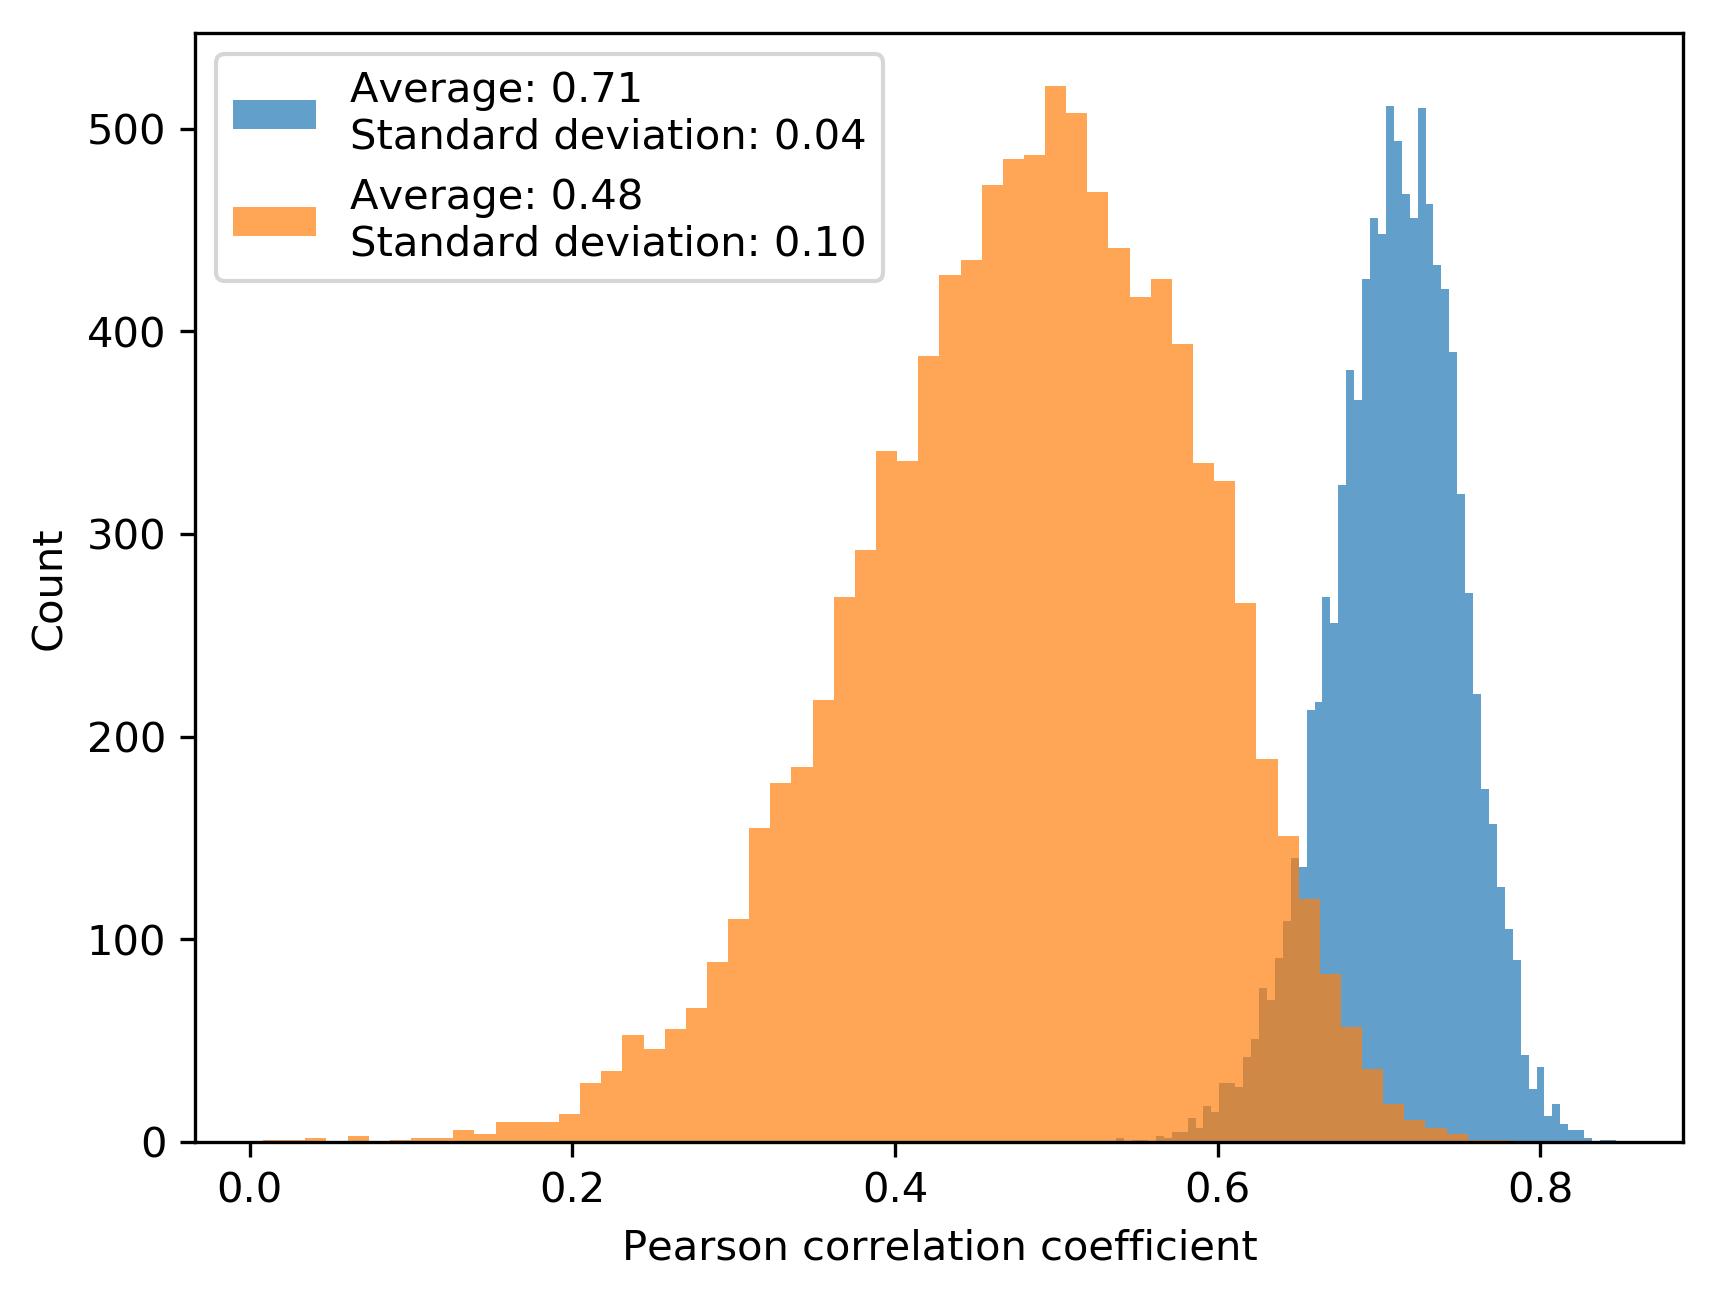 Average: 0.71
Standard deviation: 0.04
Average: 0.48
Standard deviation: 0.10
500
400
300
200
100
0
Count
0.0
0.2
0.4
0.6
0.8
Pearson correlation coefficient